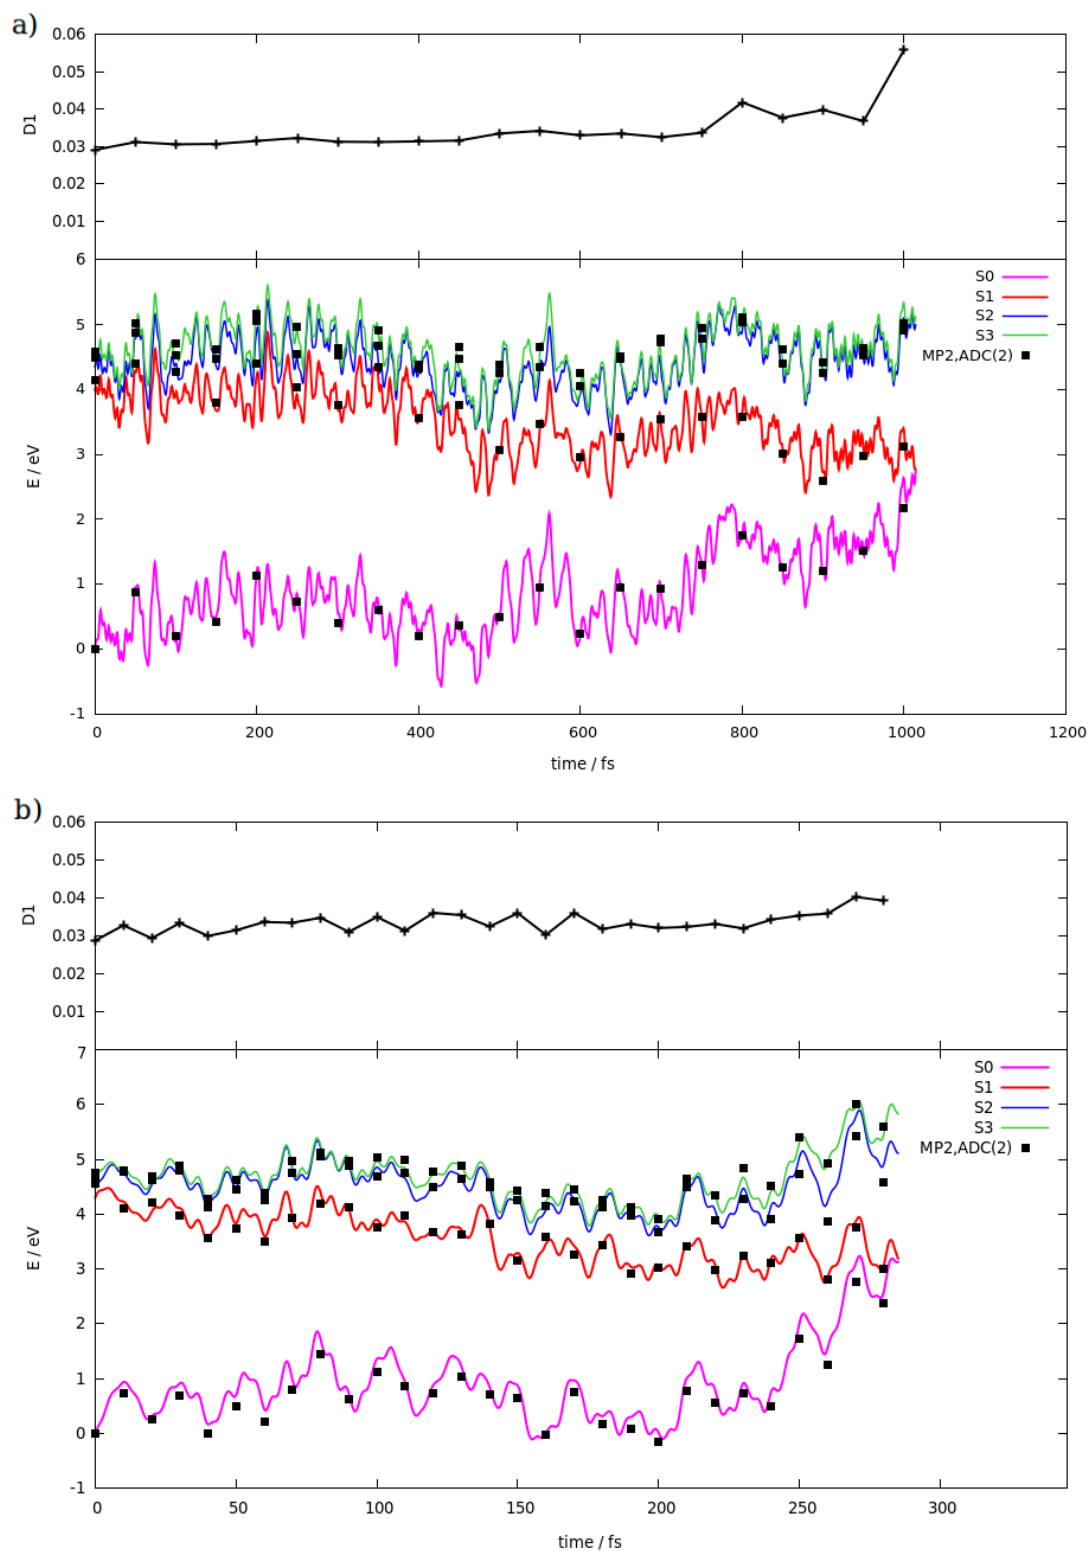 a)
0.06
0.05
0.04
0.03
0.02
0.01
D1
6
5
4
3
2
1
0
-1
E / eV
S0
S1
S2
S3
MP2,ADC(2)
0 200 400 600 800 1000 1200
time / fs
b)
0.06
0.05
0.04
0.03
0.02
0.01
D1
7
6
5
4
3
2
1
0
-1
E / eV
S0
S1
S2
S3
MP2,ADC(2)
0 50 100 150 200 250 300
time / fs